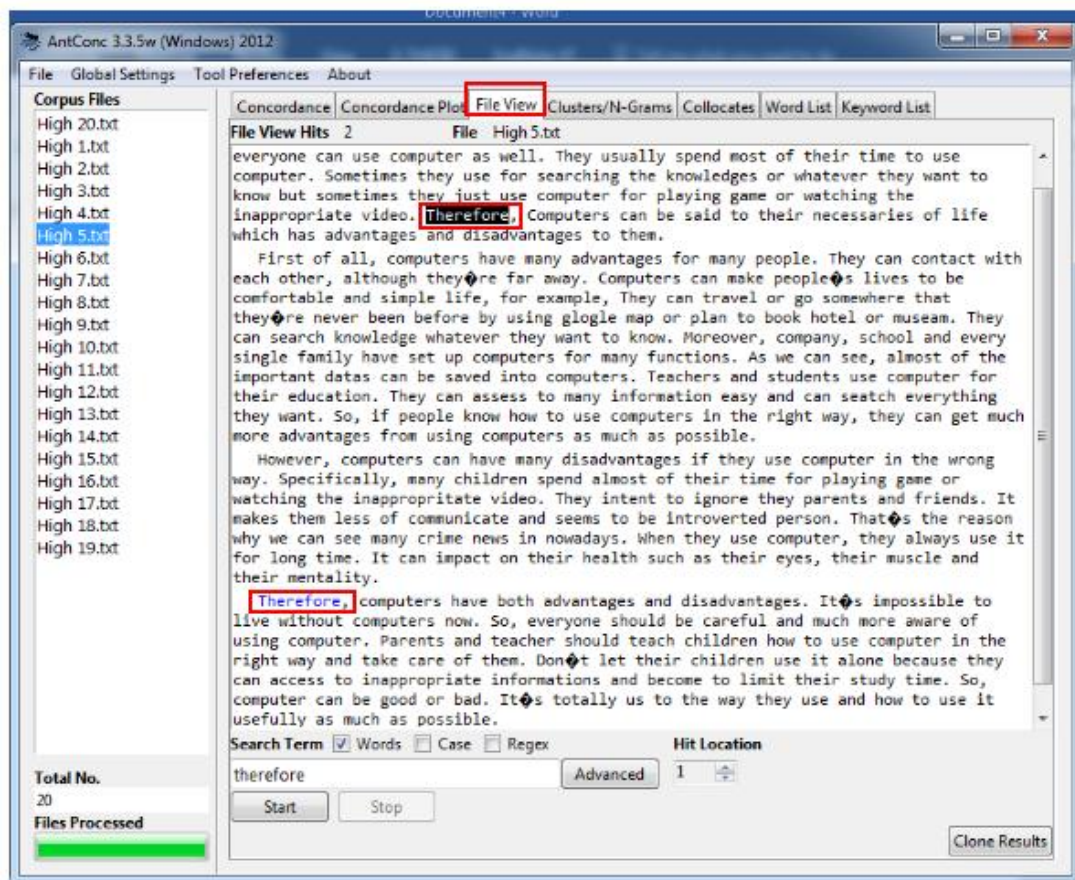 Document4 - Word
AntConc 3.3.5w (Windows) 2012
File Global Settings Tool Preferences About
Corpus Files
High 20.txt
High 1.txt
High 2.txt
High 3.txt
High 4.txt
High 5.txt
High 6.txt
High 7.txt
High 8.txt
High 9.txt
High 10.txt
High 11.txt
High 12.txt
High 13.txt
High 14.txt
High 15.txt
High 16.txt
High 17.txt
High 18.txt
High 19.txt
Total No.
20
Files Processed
Concordance Concordance Plot File View Clusters/N-Grams Collocates Word List Keyword List
File View Hits 2 File High 5.txt
everyone can use computer as well. They usually spend most of their time to use
computer. Sometimes they use for searching the knowledges or whatever they want to
know but sometimes they just use computer for playing game or watching the
inappropriate video. Therefore, Computers can be said to their necessaries of life
which has advantages and disadvantages to them.
First of all, computers have many advantages for many people. They can contact with
each other, although they�re far away. Computers can make people�s lives to be
comfortable and simple life, for example, They can travel or go somewhere that
they�re never been before by using glogle map or plan to book hotel or museam. They
can search knowledge whatever they want to know. Moreover, company, school and every
single family have set up computers for many functions. As we can see, almost of the
important datas can be saved into computers. Teachers and students use computer for
their education. They can assess to many information easy and can seatch everything
they want. So, if people know how to use computers in the right way, they can get much
more advantages from using computers as much as possible.
However, computers can have many disadvantages if they use computer in the wrong
way. Specifically, many children spend almost of their time for playing game or
watching the inappropritate video. They intent to ignore they parents and friends. It
makes them less of communicate and seems to be introverted person. That�s the reason
why we can see many crime news in nowadays. When they use computer, they always use it
for long time. It can impact on their health such as their eyes, their muscle and
their mentality.
Therefore, computers have both advantages and disadvantages. It�s impossible to
live without computers now. So, everyone should be careful and much more aware of
using computer. Parents and teacher should teach children how to use computer in the
right way and take care of them. Don�t let their children use it alone because they
can access to inappropriate informations and become to limit their study time. So,
computer can be good or bad. It�s totally us to the way they use and how to use it
usefully as much as possible.
Search Term Words Case Regex Hit Location
therefore Advanced 1
Start Stop
Clone Results